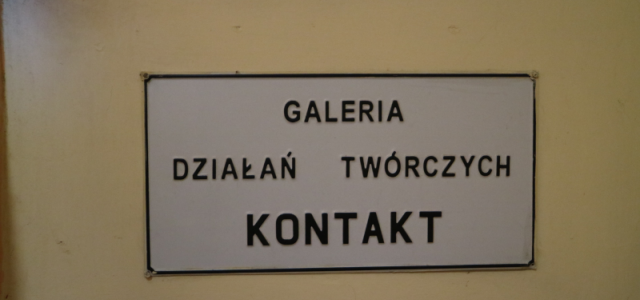 GALERIA
DZIAŁAŃ TWÓRCZYCH
KONTAKT